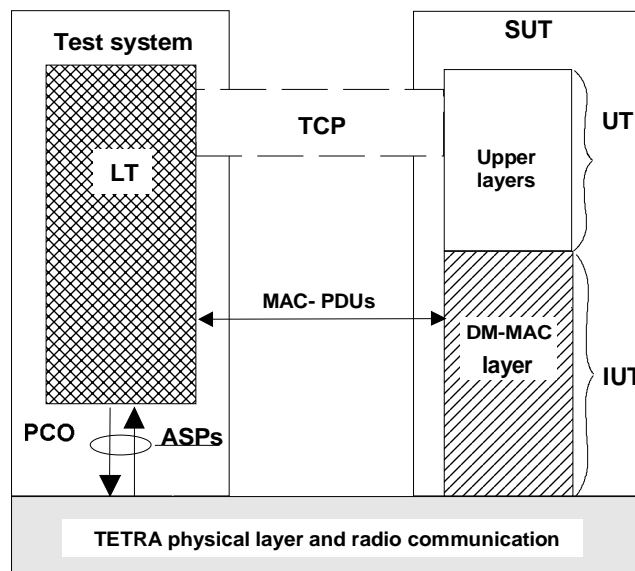 Test system
SUT
TCP
UT
LT
Upper
layers
MAC- PDUs
DM-MAC
layer
IUT
PCO
ASPs
TETRA physical layer and radio communication